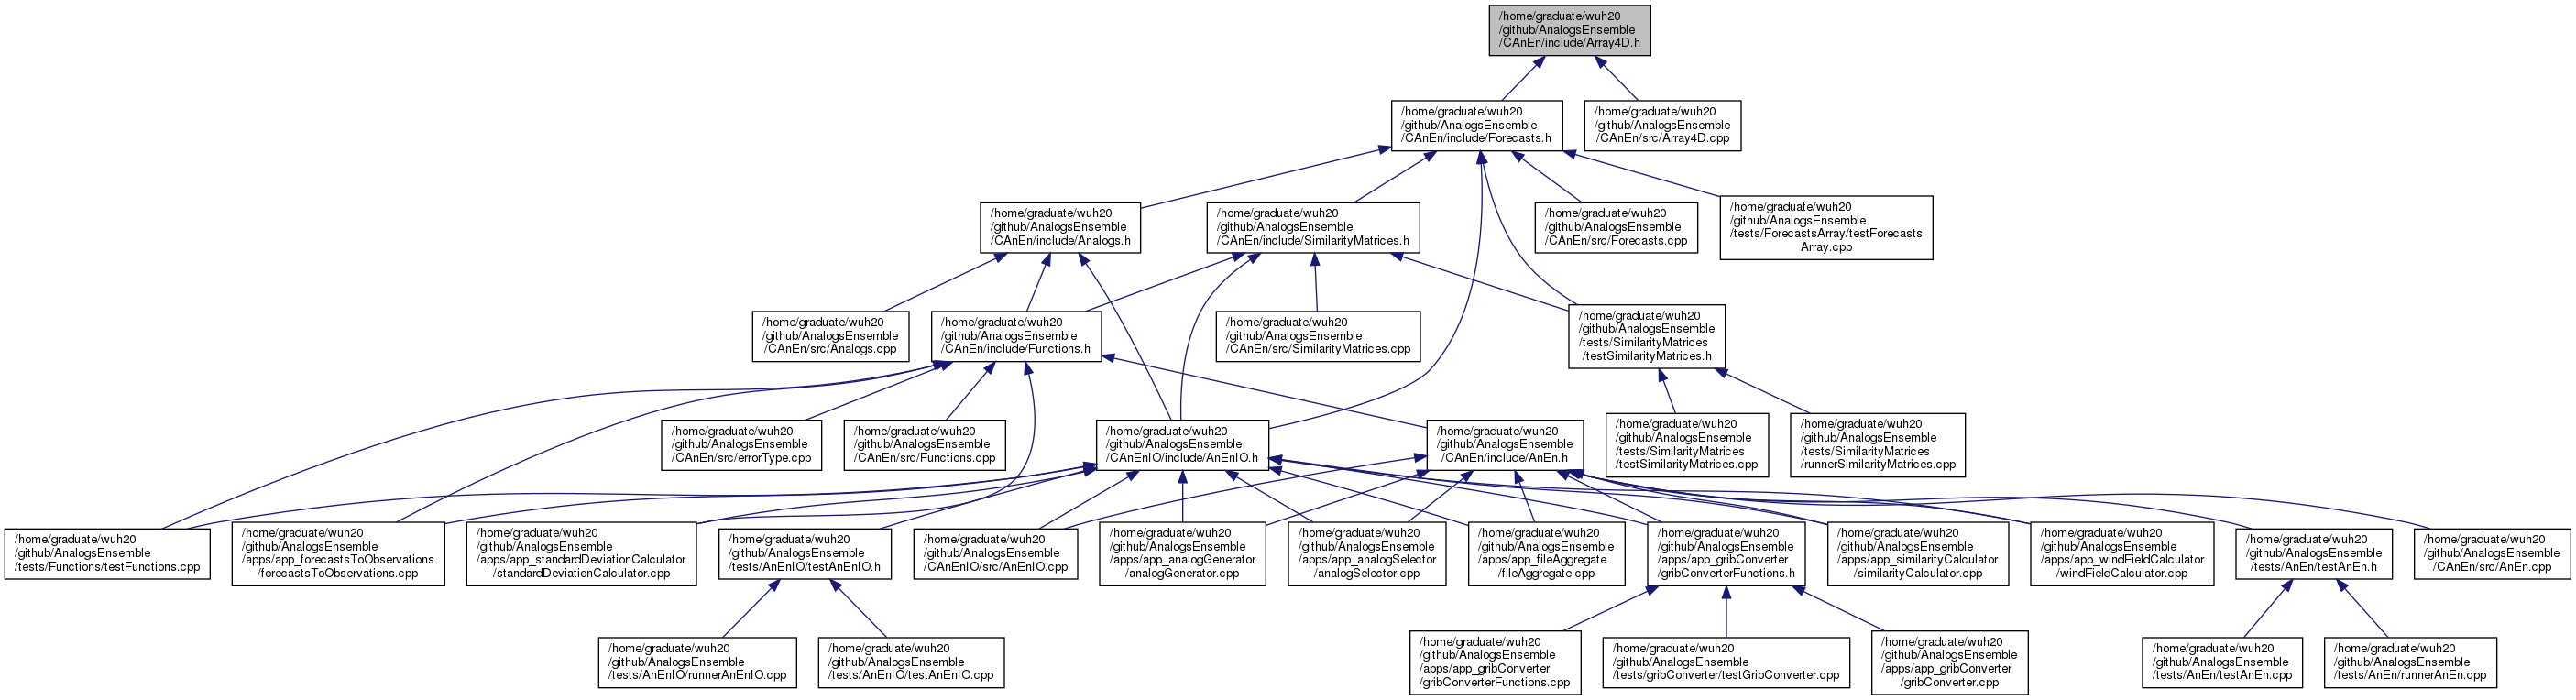 /home/graduate/wuh20
/github/AnalogsEnsemble
/CAnEn/include/Array4D.h
/home/graduate/wuh20
/github/AnalogsEnsemble
/CAnEn/include/Forecasts.h
/home/graduate/wuh20
/github/AnalogsEnsemble
/CAnEn/src/Array4D.cpp
/home/graduate/wuh20
/github/AnalogsEnsemble
/CAnEn/include/Analogs.h
/home/graduate/wuh20
/github/AnalogsEnsemble
/CAnEn/include/SimilarityMatrices.h
/home/graduate/wuh20
/github/AnalogsEnsemble
/CAnEn/src/Forecasts.cpp
/home/graduate/wuh20
/github/AnalogsEnsemble
/tests/ForecastsArray/testForecasts
Array.cpp
/home/graduate/wuh20
/github/AnalogsEnsemble
/CAnEn/src/Analogs.cpp
/home/graduate/wuh20
/github/AnalogsEnsemble
/CAnEn/include/Functions.h
/home/graduate/wuh20
/github/AnalogsEnsemble
/CAnEn/src/SimilarityMatrices.cpp
/home/graduate/wuh20
/github/AnalogsEnsemble
/tests/SimilarityMatrices
/testSimilarityMatrices.h
/home/graduate/wuh20
/github/AnalogsEnsemble
/CAnEn/src/errorType.cpp
/home/graduate/wuh20
/github/AnalogsEnsemble
/CAnEn/src/Functions.cpp
/home/graduate/wuh20
/github/AnalogsEnsemble
/CAnEnIO/include/AnEnIO.h
/home/graduate/wuh20
/github/AnalogsEnsemble
/CAnEn/include/AnEn.h
/home/graduate/wuh20
/github/AnalogsEnsemble
/tests/SimilarityMatrices
/testSimilarityMatrices.cpp
/home/graduate/wuh20
/github/AnalogsEnsemble
/tests/SimilarityMatrices
/runnerSimilarityMatrices.cpp
/home/graduate/wuh20
/github/AnalogsEnsemble
/tests/Functions/testFunctions.cpp
/home/graduate/wuh20
/github/AnalogsEnsemble
/apps/app_forecastsToObservations
/forecastsToObservations.cpp
/home/graduate/wuh20
/github/AnalogsEnsemble
/apps/app_standardDeviationCalculator
/standardDeviationCalculator.cpp
/home/graduate/wuh20
/github/AnalogsEnsemble
/tests/AnEnIO/testAnEnIO.h
/home/graduate/wuh20
/github/AnalogsEnsemble
/CAnEnIO/src/AnEnIO.cpp
/home/graduate/wuh20
/github/AnalogsEnsemble
/apps/app_analogGenerator
/analogGenerator.cpp
/home/graduate/wuh20
/github/AnalogsEnsemble
/apps/app_analogSelector
/analogSelector.cpp
/home/graduate/wuh20
/github/AnalogsEnsemble
/apps/app_fileAggregate
/fileAggregate.cpp
/home/graduate/wuh20
/github/AnalogsEnsemble
/apps/app_gribConverter
/gribConverterFunctions.h
/home/graduate/wuh20
/github/AnalogsEnsemble
/apps/app_similarityCalculator
/similarityCalculator.cpp
/home/graduate/wuh20
/github/AnalogsEnsemble
/apps/app_windFieldCalculator
/windFieldCalculator.cpp
/home/graduate/wuh20
/github/AnalogsEnsemble
/tests/AnEn/testAnEn.h
/home/graduate/wuh20
/github/AnalogsEnsemble
/CAnEn/src/AnEn.cpp
/home/graduate/wuh20
/github/AnalogsEnsemble
/tests/AnEnIO/runnerAnEnIO.cpp
/home/graduate/wuh20
/github/AnalogsEnsemble
/tests/AnEnIO/testAnEnIO.cpp
/home/graduate/wuh20
/github/AnalogsEnsemble
/apps/app_gribConverter
/gribConverterFunctions.cpp
/home/graduate/wuh20
/github/AnalogsEnsemble
/tests/gribConverter/testGribConverter.cpp
/home/graduate/wuh20
/github/AnalogsEnsemble
/apps/app_gribConverter
/gribConverter.cpp
/home/graduate/wuh20
/github/AnalogsEnsemble
/tests/AnEn/testAnEn.cpp
/home/graduate/wuh20
/github/AnalogsEnsemble
/tests/AnEn/runnerAnEn.cpp